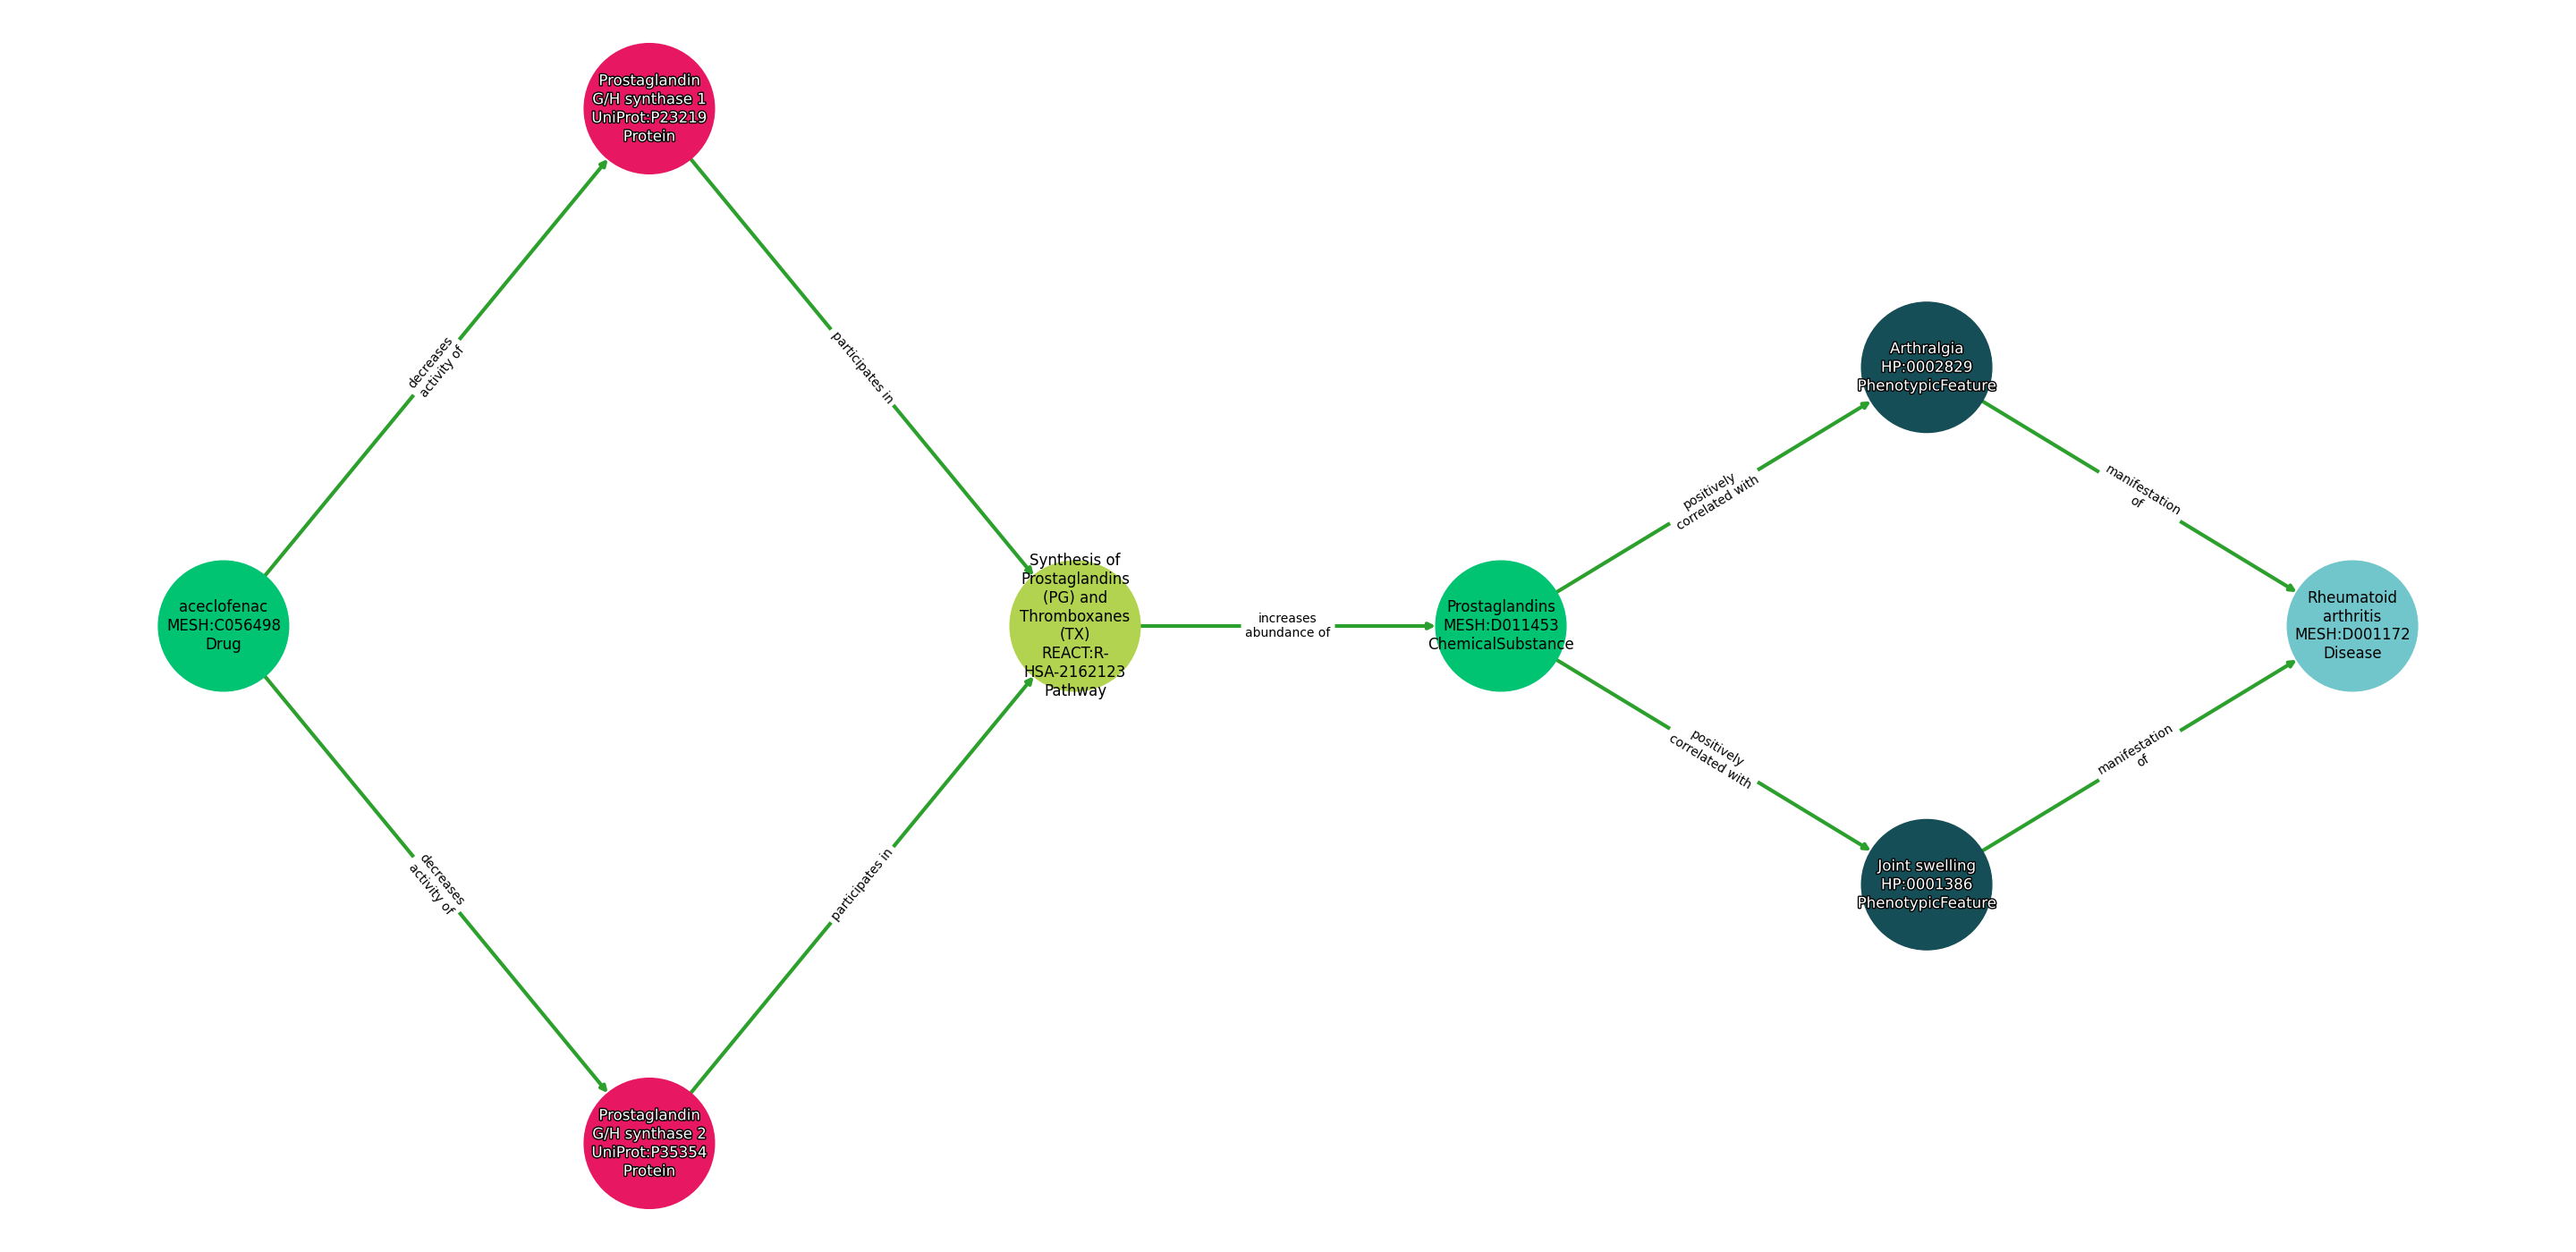 Prostaglandin
G/H synthase 1
UniProt:P23219
Protein
decreases
activity of
participates in
aceclofenac
MESH:C056498
Drug
Synthesis of
Prostaglandins
(PG) and
Thromboxanes
(TX)
REACT:R-
HSA-2162123
Pathway
increases
abundance of
Prostaglandins
MESH:D011453
ChemicalSubstance
decreases
activity of
participates in
Prostaglandin
G/H synthase 2
UniProt:P35354
Protein
positively
correlated with
Arthralgia
HP:0002829
PhenotypicFeature
manifestation
of
positively
correlated with
Joint swelling
HP:0001386
PhenotypicFeature
manifestation
of
Rheumatoid
arthritis
MESH:D001172
Disease